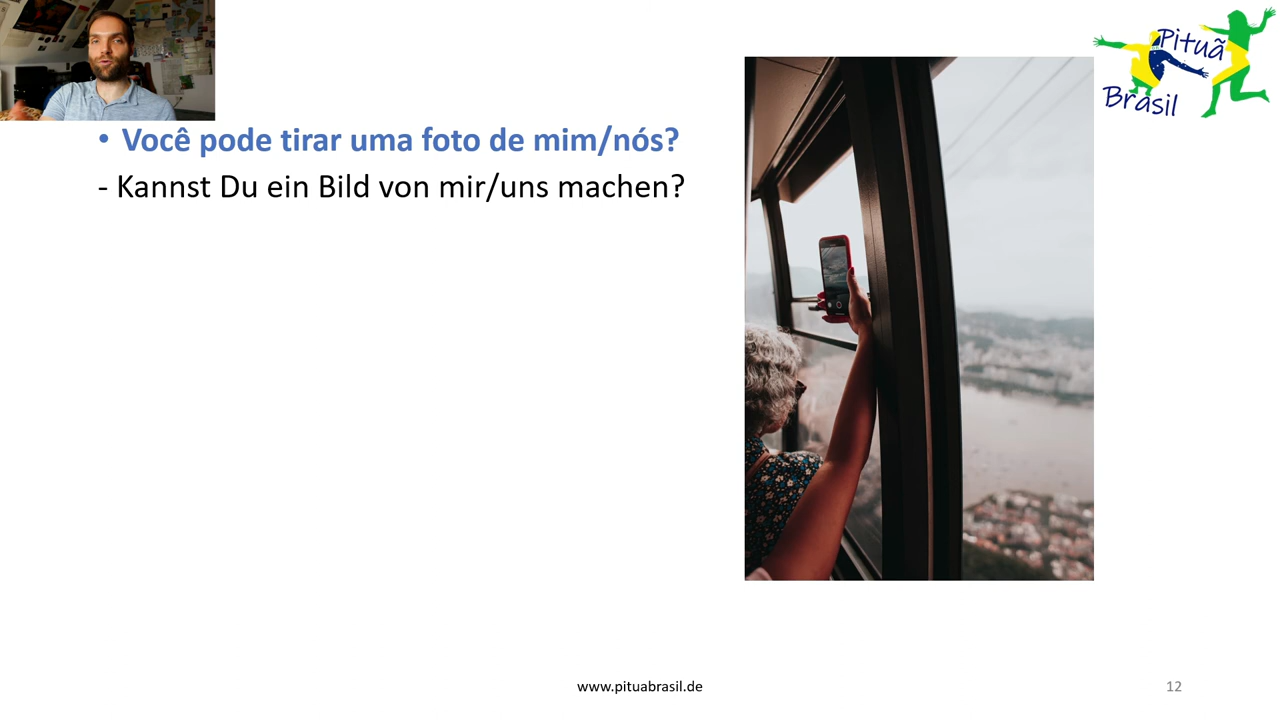 Pituã
Brasil
• Você pode tirar uma foto de mim/nós?
- Kannst Du ein Bild von mir/uns machen?
www.pituabrasil.de
12